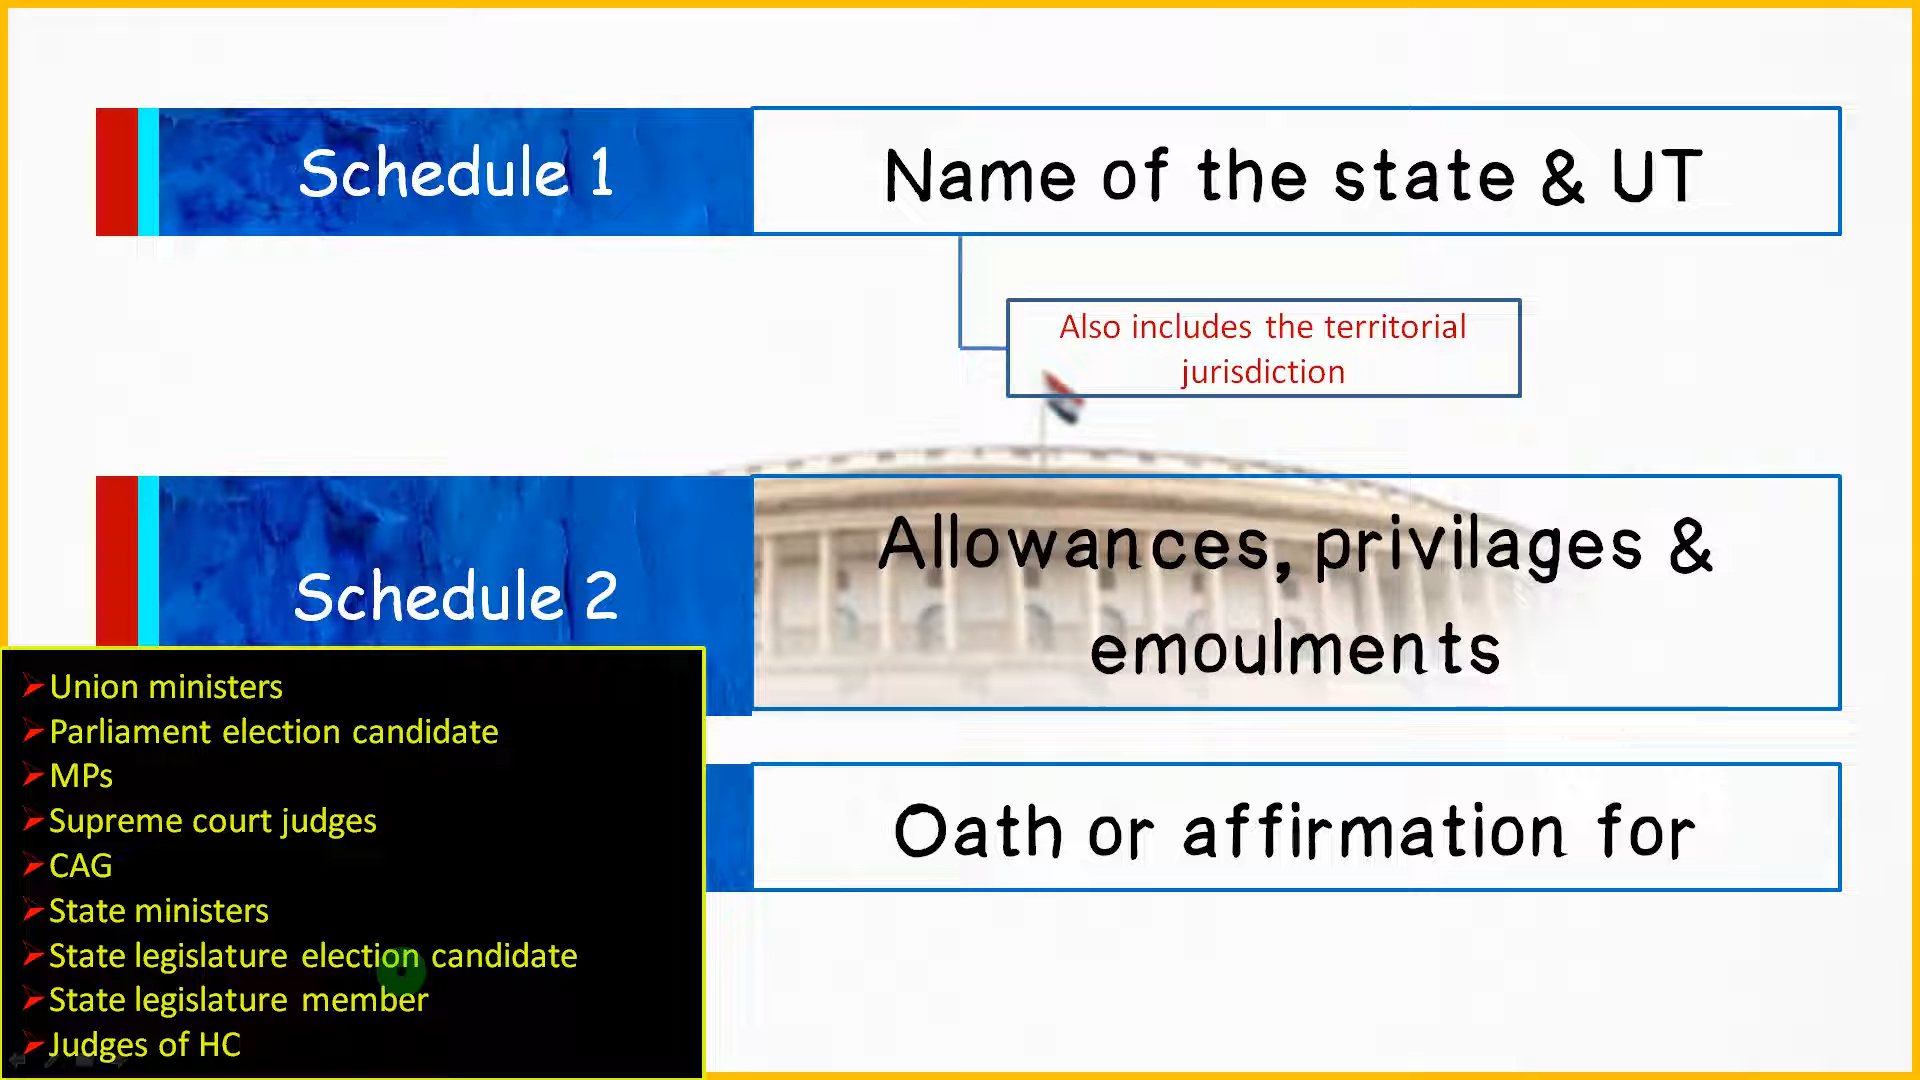 Schedule 1
Name of the state & UT
Also includes the territorial
jurisdiction
Schedule 2
Allowances, privilages &
emoulments
Oath or affirmation for
Union ministers
Parliament election candidate
MPs
Supreme court judges
CAG
State ministers
State legislature election candidate
State legislature member
Judges of HC